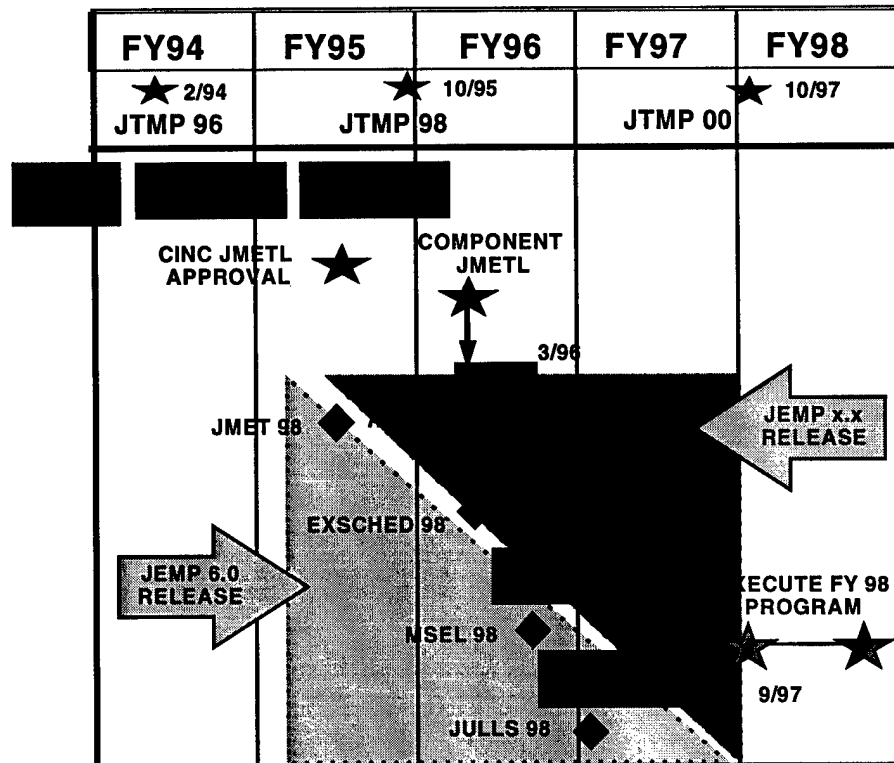 FY94 FY95 FY96 FY97 FY98
2/94 10/95 10/97
JTMP 96 JTMP 98 JTMP 00
CINC JMETL
APPROVAL
COMPONENT
JMETL
3/96
JMET 98
JEMP x.x
RELEASE
EXSCHED 98
JEMP 6.0
RELEASE
XECUTE FY 98
PROGRAM
MSEL 98
9/97
JULLS 98